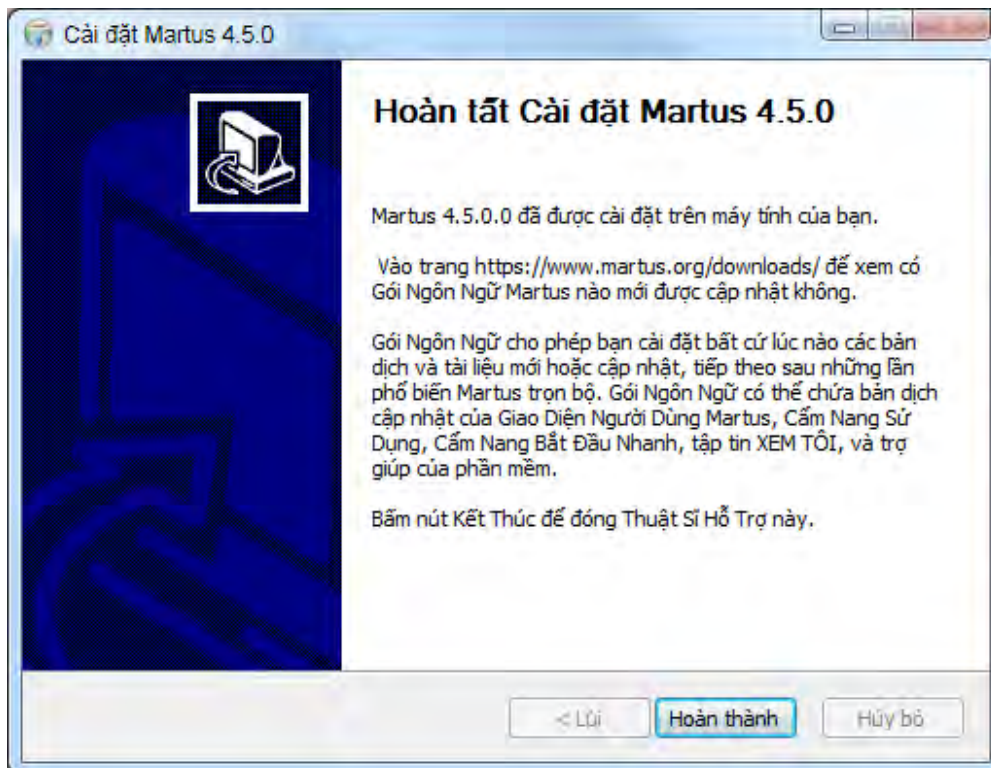 Cài đặt Martus 4.5.0
Hoàn tất Cài đặt Martus 4.5.0
Martus 4.5.0.0 đã được cài đặt trên máy tính của bạn.
Vào trang https://www.martus.org/downloads/ để xem có
Gói Ngôn Ngữ Martus nào mới được cập nhật không.
Gói Ngôn Ngữ cho phép bạn cài đặt bất cứ lúc nào các bản
dịch và tài liệu mới hoặc cập nhật, tiếp theo sau những lần
phổ biến Martus trọn bộ. Gói Ngôn Ngữ có thể chứa bản dịch
cập nhật của Giao Diện Người Dùng Martus, Cẩm Nang Sử
Dụng, Cẩm Nang Bắt Đầu Nhanh, tập tin XEM TÔI, và trợ
giúp của phần mềm.
Bấm nút Kết Thúc để đóng Thuật Sĩ Hỗ Trợ này.
< Lùi
Hoàn thành
Hủy bỏ